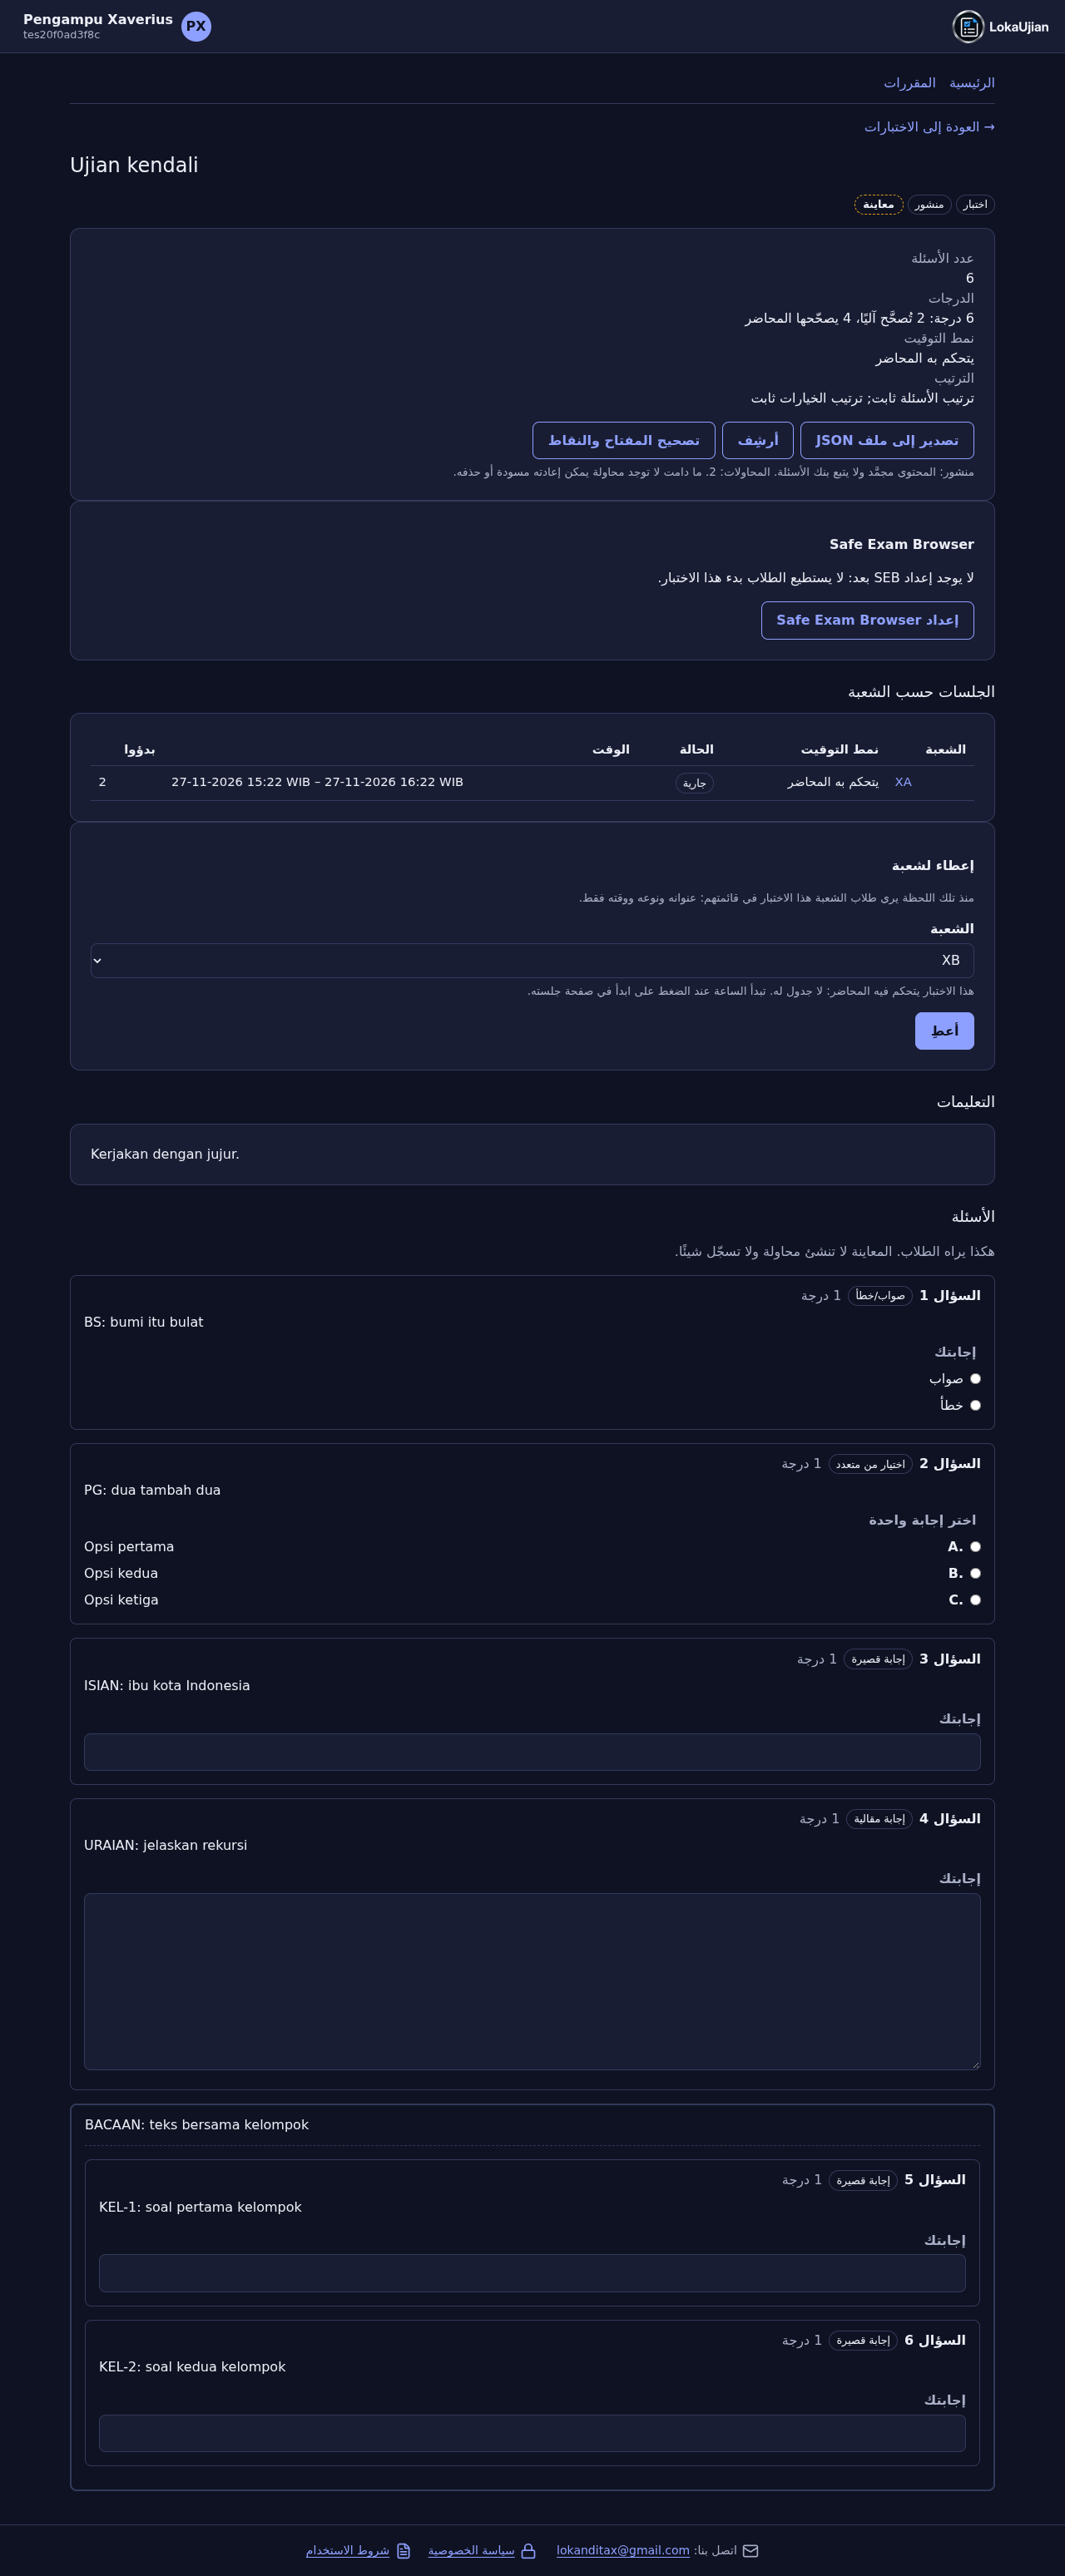 LokaUjian
Pengampu Xaverius
tes20f0ad3f8c
PX
الرئيسية المقررات
→ العودة إلى الاختبارات
Ujian kendali
اختبار منشور معاينة
عدد الأسئلة
6
الدرجات
6 درجة: 2 تُصحَّح آليًا، 4 يصحّحها المحاضر
نمط التوقيت
يتحكم به المحاضر
الترتيب
ترتيب الأسئلة ثابت; ترتيب الخيارات ثابت
تصدير إلى ملف JSON أرشِف تصحيح المفتاح والنقاط
منشور: المحتوى مجمَّد ولا يتبع بنك الأسئلة. المحاولات: 2. ما دامت لا توجد محاولة يمكن إعادته مسودة أو حذفه.
Safe Exam Browser
لا يوجد إعداد SEB بعد: لا يستطيع الطلاب بدء هذا الاختبار.
إعداد Safe Exam Browser
الجلسات حسب الشعبة
الشعبة نمط التوقيت الحالة الوقت بدؤوا
XA يتحكم به المحاضر جارية 27-11-2026 15:22 WIB – 27-11-2026 16:22 WIB 2
إعطاء لشعبة
منذ تلك اللحظة يرى طلاب الشعبة هذا الاختبار في قائمتهم: عنوانه ونوعه ووقته فقط.
الشعبة
XB
هذا الاختبار يتحكم فيه المحاضر: لا جدول له. تبدأ الساعة عند الضغط على ابدأ في صفحة جلسته.
أعطِ
التعليمات
Kerjakan dengan jujur.
الأسئلة
هكذا يراه الطلاب. المعاينة لا تنشئ محاولة ولا تسجّل شيئًا.
السؤال 1 صواب/خطأ 1 درجة
BS: bumi itu bulat
إجابتك
صواب
خطأ
السؤال 2 اختيار من متعدد 1 درجة
PG: dua tambah dua
اختر إجابة واحدة
A. Opsi pertama
B. Opsi kedua
C. Opsi ketiga
السؤال 3 إجابة قصيرة 1 درجة
ISIAN: ibu kota Indonesia
إجابتك
السؤال 4 إجابة مقالية 1 درجة
URAIAN: jelaskan rekursi
إجابتك
BACAAN: teks bersama kelompok
السؤال 5 إجابة قصيرة 1 درجة
KEL-1: soal pertama kelompok
إجابتك
السؤال 6 إجابة قصيرة 1 درجة
KEL-2: soal kedua kelompok
إجابتك
اتصل بنا: lokanditax@gmail.com سياسة الخصوصية شروط الاستخدام